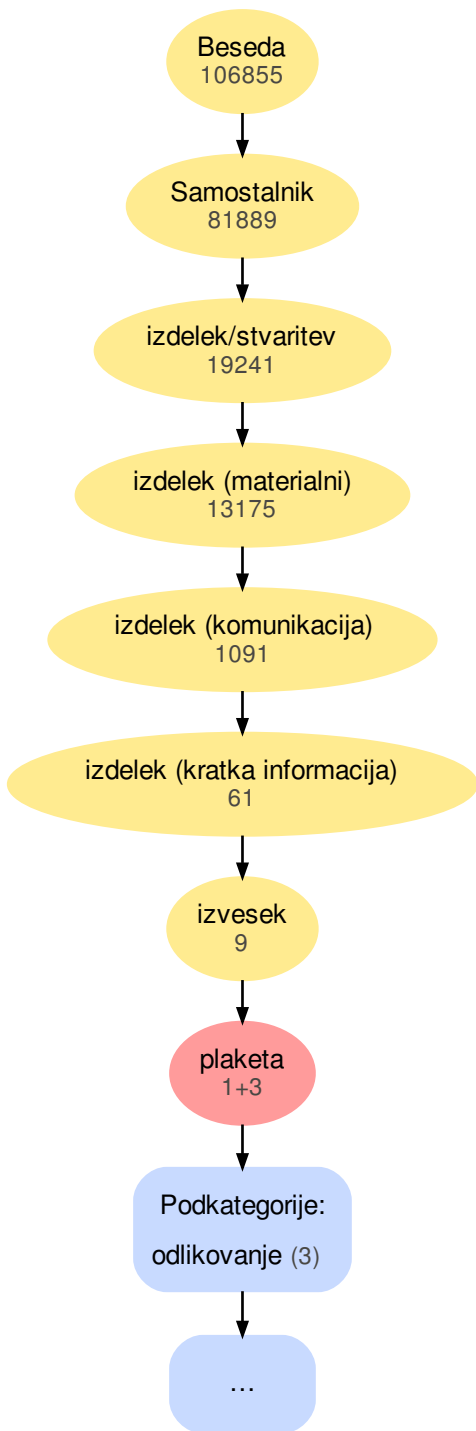 Beseda
106855
Samostalnik
81889
izdelek/stvaritev
19241
izdelek (materialni)
13175
izdelek (komunikacija)
1091
izdelek (kratka informacija)
61
izvesek
9
plaketa
1+3
Podkategorije:
odlikovanje (3)
...